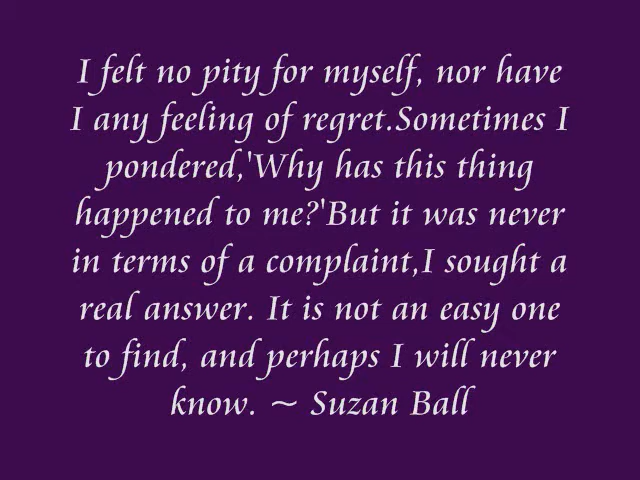 I felt no pity for myself, nor have
I any feeling of regret.Sometimes I
pondered,'Why has this thing
happened to me?'But it was never
in terms of a complaint,I sought a
real answer. It is not an easy one
to find, and perhaps I will never
know. ~ Suzan Ball